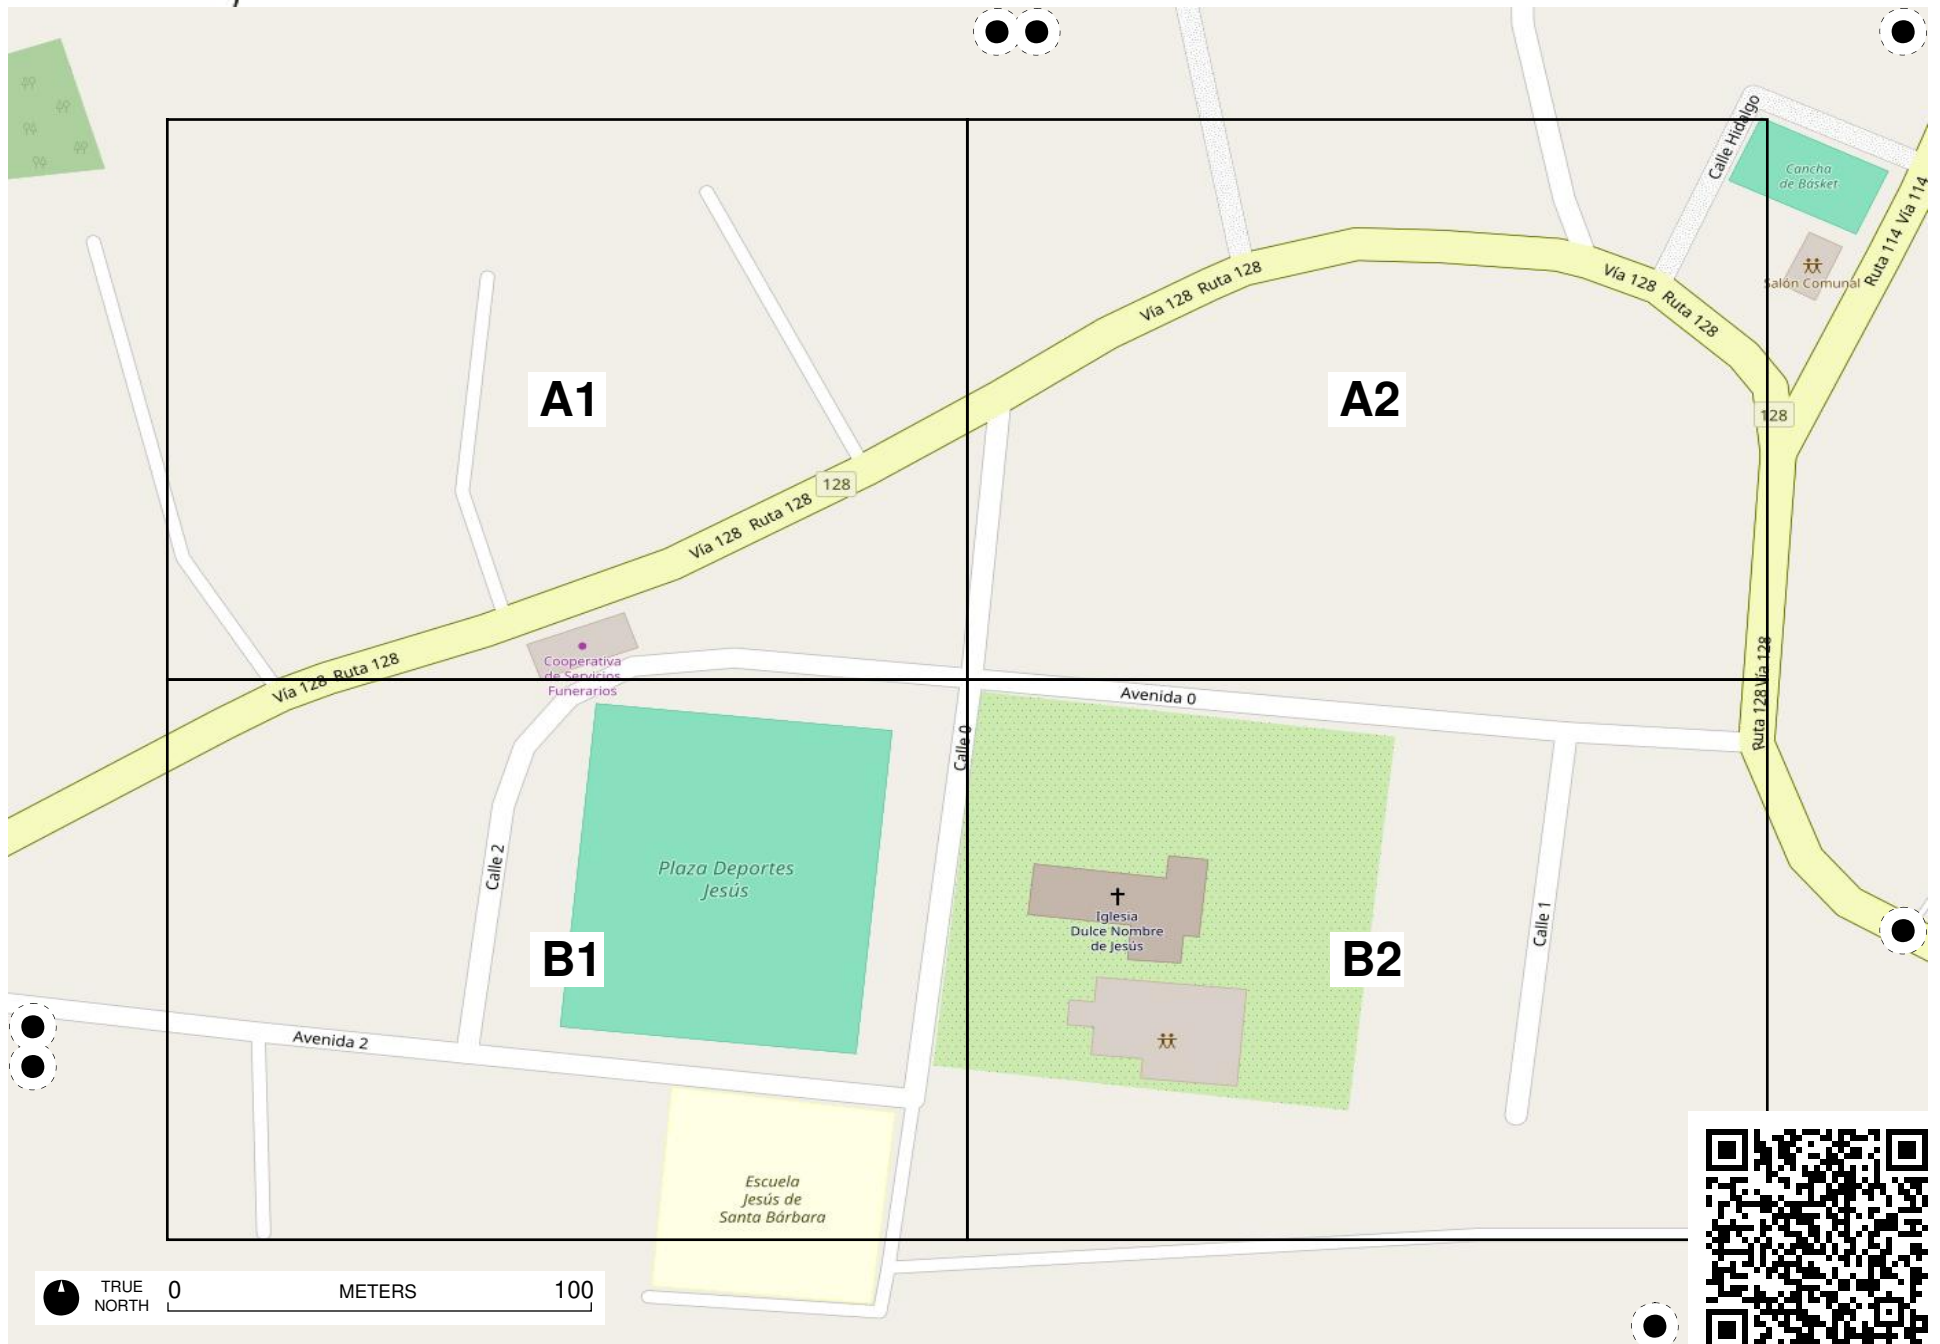 Calle Hidalgo
Cancha
de Basket
Ruta 114 Vía 114
Vía 128 Ruta 128
Vía 128 Ruta 128
Salón Comunal
A1
A2
128
128
Vía 128 Ruta 128
Vía 128 Ruta 128
Cooperativa
de Servicios
Funerarios
Ruta 128 Vía 128
Avenida 0
Calle 0
Calle 2
Plaza Deportes
Jesús
Iglesia
Dulce Nombre
de Jesús
Calle 1
B1
B2
Avenida 2
Escuela
Jesús de
Santa Bárbara
TRUE
NORTH
0 METERS 100